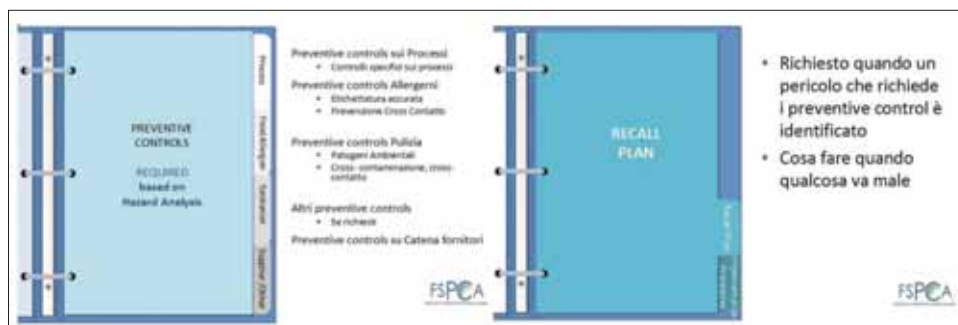 PREVENTIVE
CONTROLS
REQUIRED
based on
Hazard Analysis
Process
Food Allergen
Sanitation
Supplier /Other
Preventive controls sui Processi
• Controlli specifici sui processi
Preventive controls Allergeni
• Etichettatura accurata
• Prevenzione Cross Contatto
Preventive controls Pulizia
• Patogeni Ambientali
• Cross- contaminazione, cross-
contatto
Altri preventive controls
• Se richiesti
Preventive controls su Catena fornitori
FSPCA
RECALL
PLAN
• Richiesto quando un
pericolo che richiede
i preventive control è
identificato
• Cosa fare quando
qualcosa va male
FSPCA